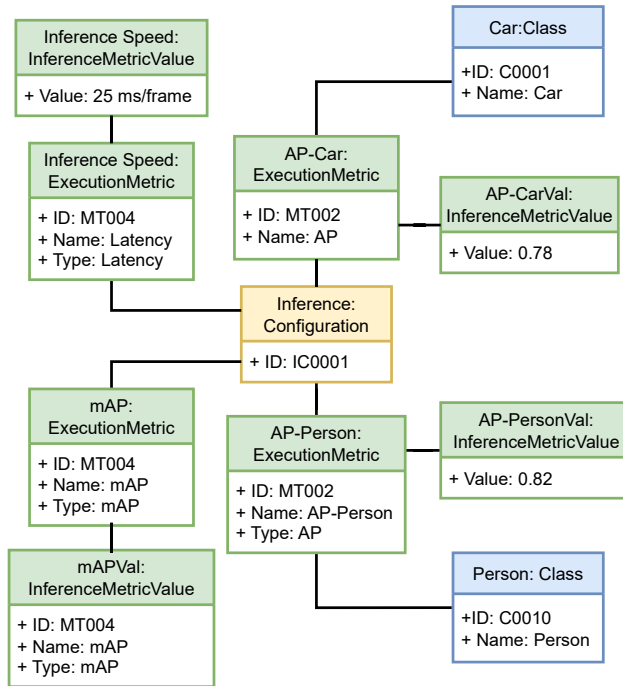 Inference Speed:
InferenceMetricValue
+ Value: 25 ms/frame
Car:Class
+ID: C0001
+ Name: Car
Inference Speed:
ExecutionMetric
+ ID: MT004
+ Name: Latency
+ Type: Latency
AP-Car:
ExecutionMetric
+ ID: MT002
+ Name: AP
AP-CarVal:
InferenceMetricValue
+ Value: 0.78
Inference:
Configuration
+ ID: IC0001
mAP:
ExecutionMetric
+ ID: MT004
+ Name: mAP
+ Type: mAP
AP-Person:
ExecutionMetric
+ ID: MT002
+ Name: AP-Person
+ Type: AP
AP-PersonVal:
InferenceMetricValue
+ Value: 0.82
mAPVal:
InferenceMetricValue
+ ID: MT004
+ Name: mAP
+ Type: mAP
Person: Class
+ID: C0010
+ Name: Person